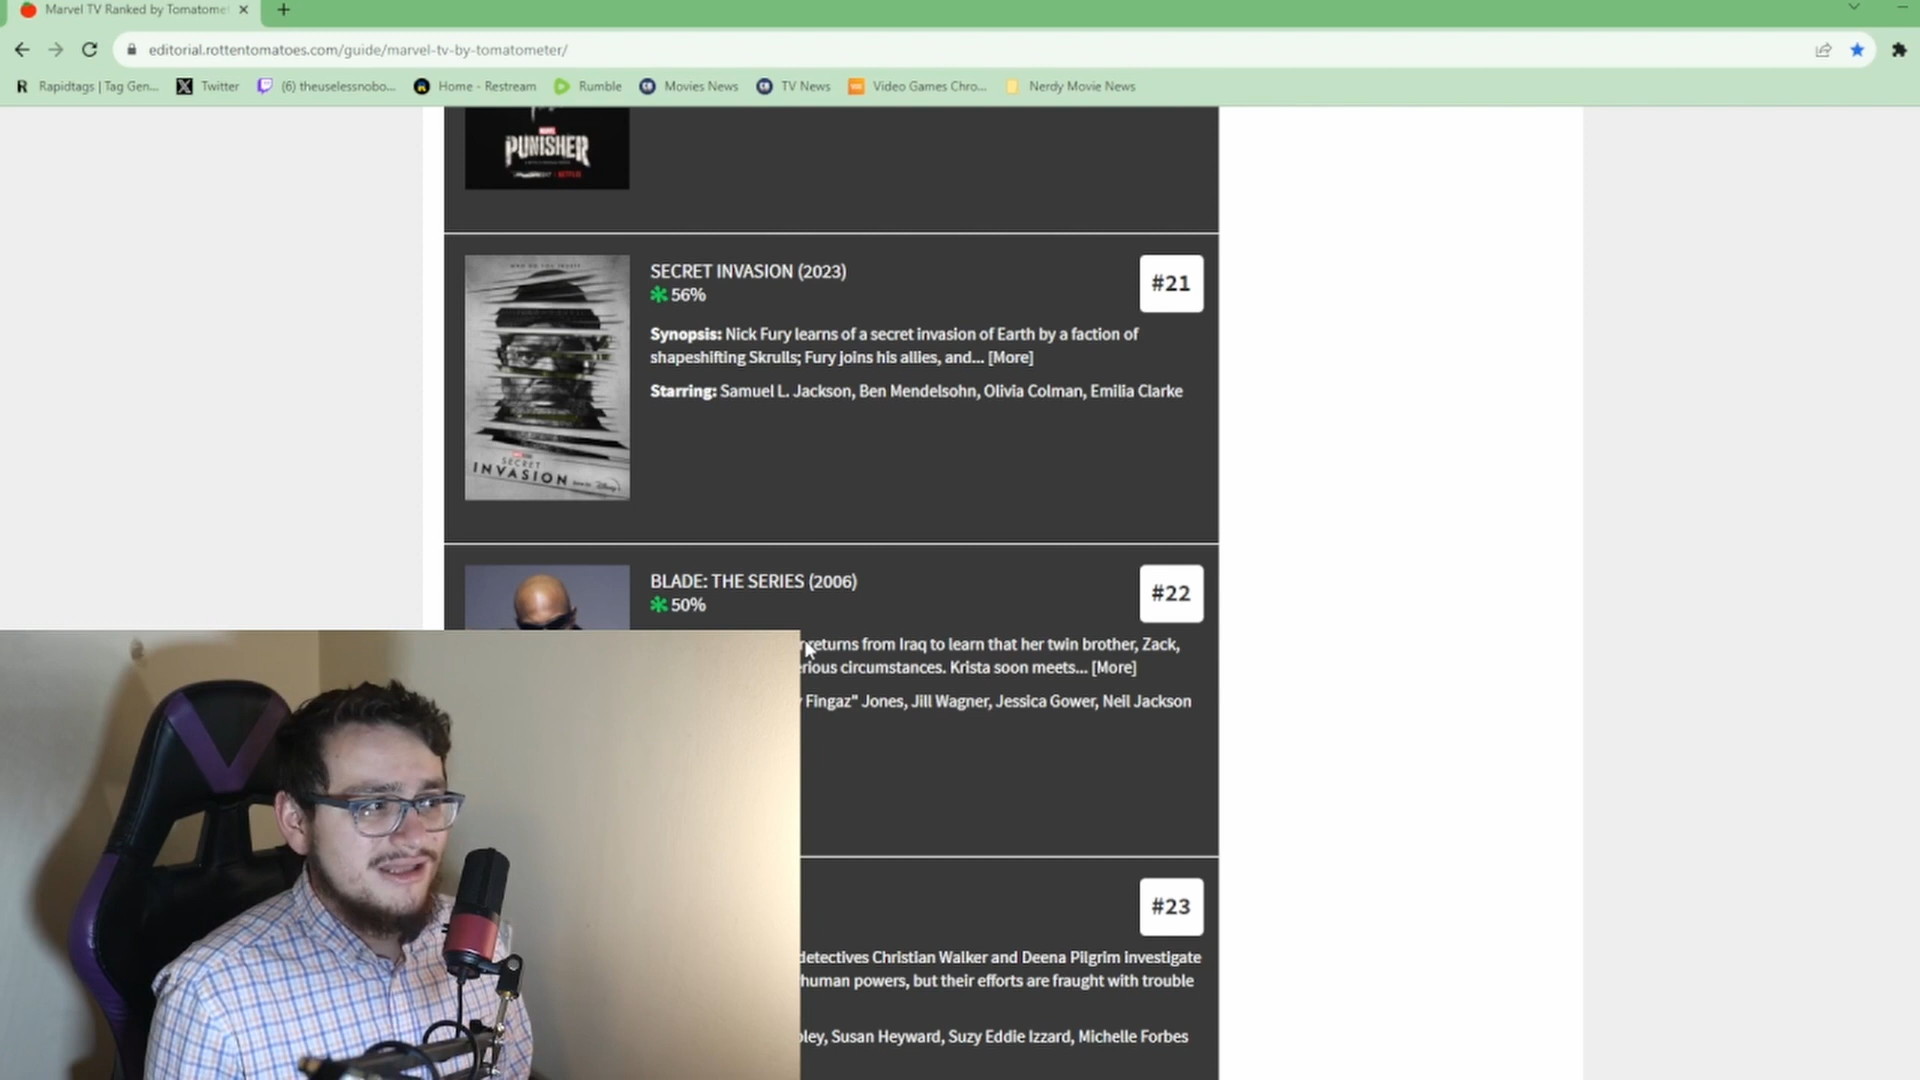 Marvel TV Ranked by Tomatome
editorial.rottentomatoes.com/guide/marvel-tv-by-tomatometer/
R Rapidtags | Tag Gen... X Twitter (6) theuselessnobo... Home - Restream Rumble Movies News TV News Video Games Chro... Nerdy Movie News
PUNISHER
NETFLIX
SECRET INVASION (2023)
#21
56%
Synopsis: Nick Fury learns of a secret invasion of Earth by a faction of
shapeshifting Skrulls; Fury joins his allies, and... [More]
Starring: Samuel L. Jackson, Ben Mendelsohn, Olivia Colman, Emilia Clarke
SECRET
INVASION
BLADE: THE SERIES (2006)
#22
50%
returns from Iraq to learn that her twin brother, Zack,
erious circumstances. Krista soon meets... [More]
Fingaz" Jones, Jill Wagner, Jessica Gower, Neil Jackson
#23
detectives Christian Walker and Deena Pilgrim investigate
human powers, but their efforts are fraught with trouble
ley, Susan Heyward, Suzy Eddie Izzard, Michelle Forbes